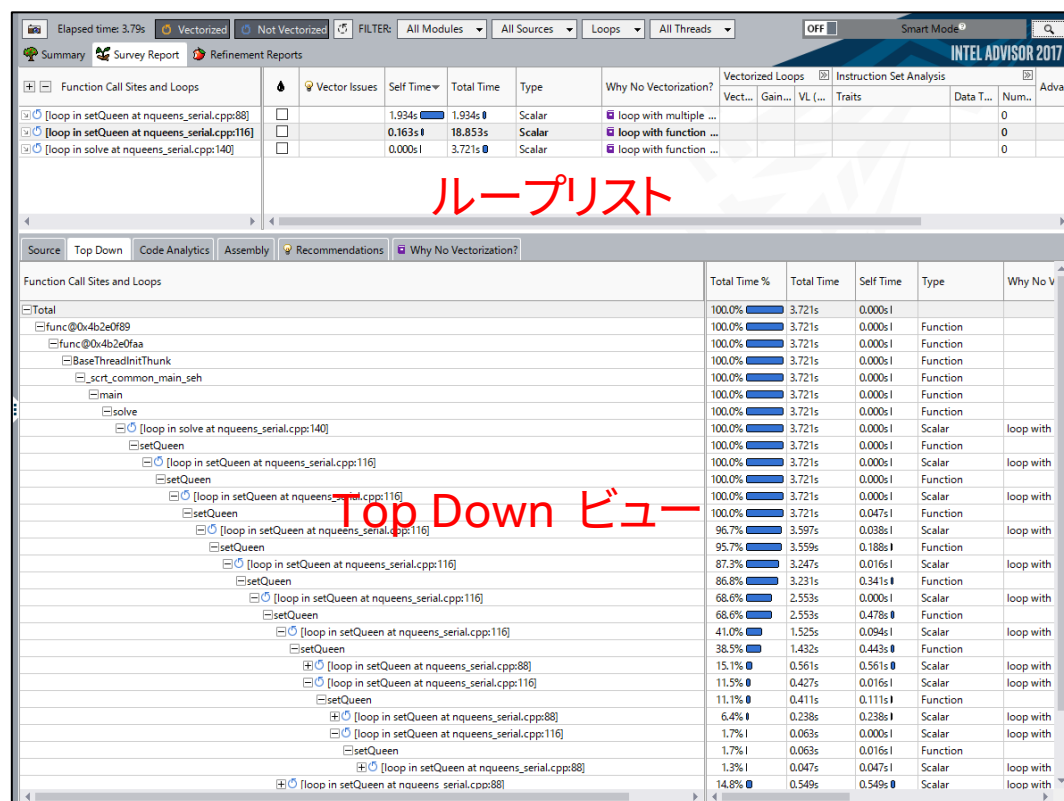 Elapsed time: 3.79s Vectorized Not Vectorized FILTER: All Modules All Sources Loops All Threads OFF Smart Mode
Summary Survey Report Refinement Reports INTEL ADVISOR 2017
Function Call Sites and Loops Vector Issues Self Time Total Time Type Why No Vectorization? Vectorized Loops Instruction Set Analysis Adva
Vect... Gain... VL (... Traits Data T... Num...
[loop in setQueen at nqueens_serial.cpp:88] 1.934s 1.934s Scalar loop with multiple ... 0
[loop in setQueen at nqueens_serial.cpp:116] 0.163s 18.853s Scalar loop with function ... 0
[loop in solve at nqueens_serial.cpp:140] 0.000s 3.721s Scalar loop with function ... 0
ループリスト
Source Top Down Code Analytics Assembly Recommendations Why No Vectorization?
Function Call Sites and Loops Total Time % Total Time Self Time Type Why No V
Total 100.0% 3.721s 0.000s
func@0x4b2e0f89 100.0% 3.721s 0.000s Function
func@0x4b2e0faa 100.0% 3.721s 0.000s Function
BaseThreadInitThunk 100.0% 3.721s 0.000s Function
_scrt_common_main_seh 100.0% 3.721s 0.000s Function
main 100.0% 3.721s 0.000s Function
solve 100.0% 3.721s 0.000s Function
[loop in solve at nqueens_serial.cpp:140] 100.0% 3.721s 0.000s Scalar loop with
setQueen 100.0% 3.721s 0.000s Function
[loop in setQueen at nqueens_serial.cpp:116] 100.0% 3.721s 0.000s Scalar loop with
setQueen 100.0% 3.721s 0.000s Function
[loop in setQueen at nqueens_serial.cpp:116] 100.0% 3.721s 0.000s Scalar loop with
Top Down ビュー
setQueen 100.0% 3.721s 0.047s Function
[loop in setQueen at nqueens_serial.cpp:116] 96.7% 3.597s 0.038s Scalar loop with
setQueen 95.7% 3.559s 0.188s Function
[loop in setQueen at nqueens_serial.cpp:116] 87.3% 3.247s 0.016s Scalar loop with
setQueen 86.8% 3.231s 0.341s Function
[loop in setQueen at nqueens_serial.cpp:116] 68.6% 2.553s 0.000s Scalar loop with
setQueen 68.6% 2.553s 0.478s Function
[loop in setQueen at nqueens_serial.cpp:116] 41.0% 1.525s 0.094s Scalar loop with
setQueen 38.5% 1.432s 0.443s Function
[loop in setQueen at nqueens_serial.cpp:88] 15.1% 0.561s 0.561s Scalar loop with
[loop in setQueen at nqueens_serial.cpp:116] 11.5% 0.427s 0.016s Scalar loop with
setQueen 11.1% 0.411s 0.111s Function
[loop in setQueen at nqueens_serial.cpp:88] 6.4% 0.238s 0.238s Scalar loop with
[loop in setQueen at nqueens_serial.cpp:116] 1.7% 0.063s 0.000s Scalar loop with
setQueen 1.7% 0.063s 0.016s Function
[loop in setQueen at nqueens_serial.cpp:88] 1.3% 0.047s 0.047s Scalar loop with
[loop in setQueen at nqueens_serial.cpp:88] 14.8% 0.549s 0.549s Scalar loop with